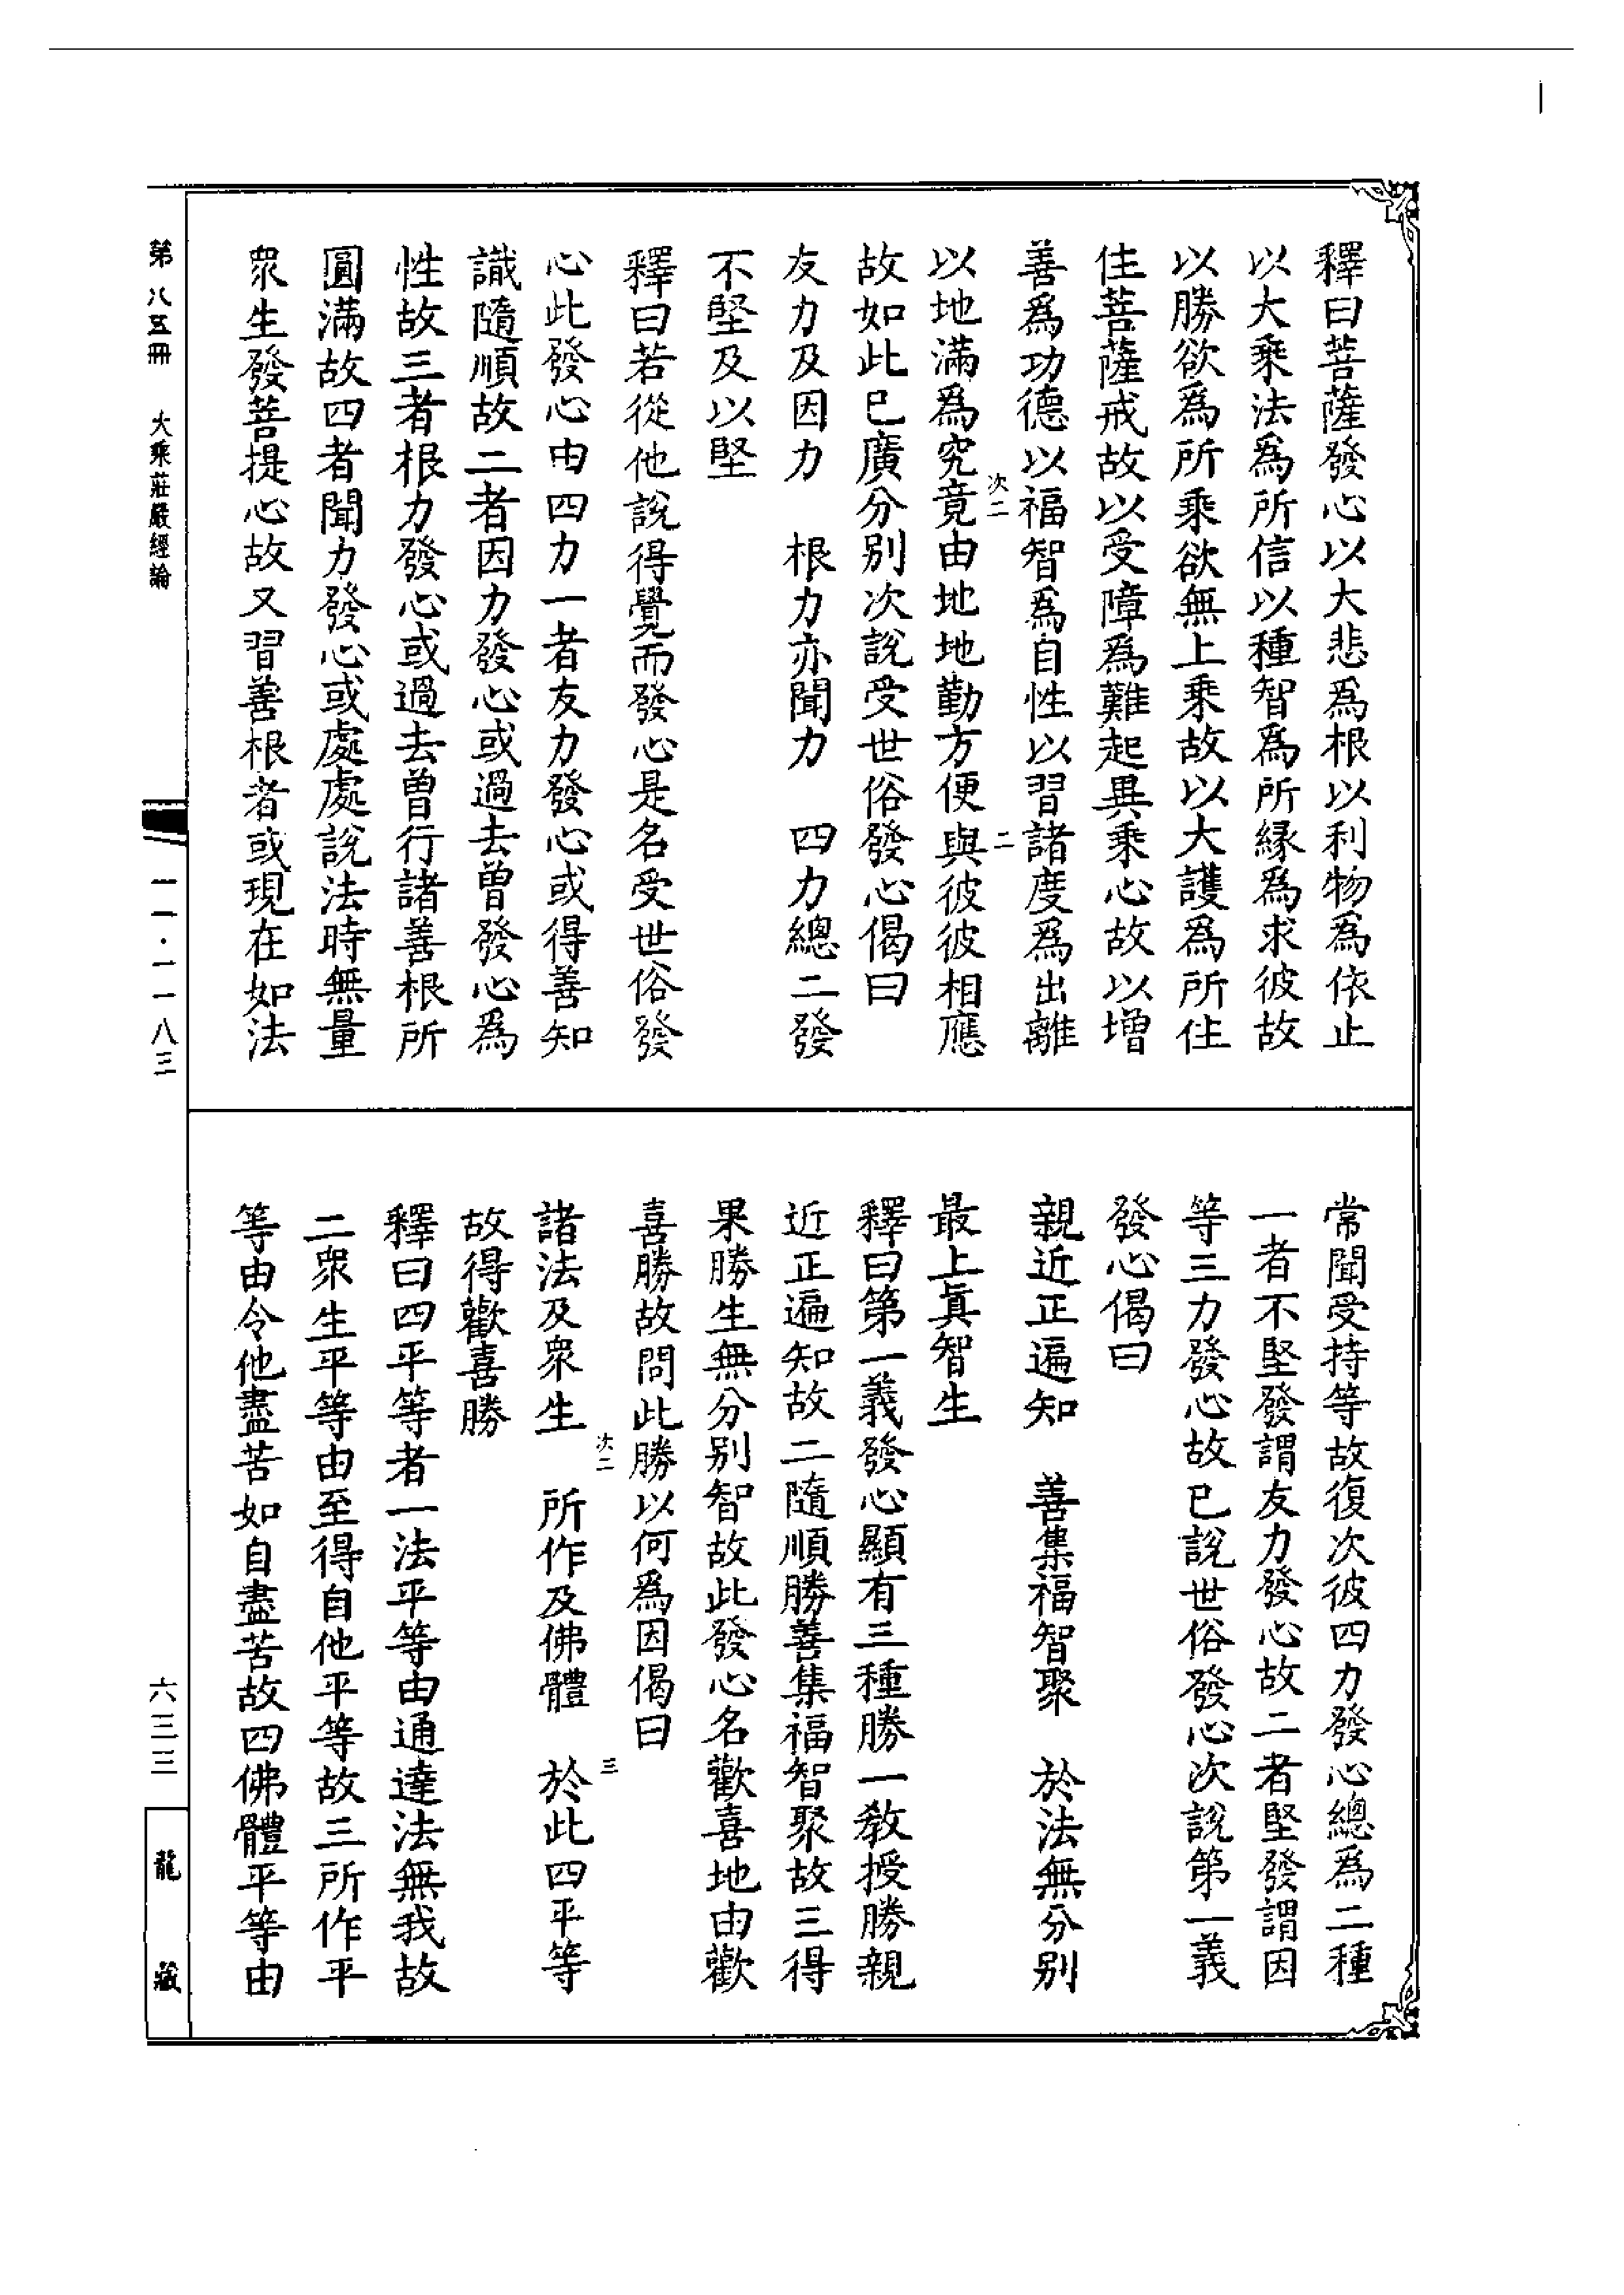 釋曰菩薩發心以大悲爲根以利物爲依止
以大乘法爲所信以種智爲所緣爲求彼故
以勝欲爲所乘欲無上乘故以大護爲所住
住菩薩戒故以受障爲難起異乘心故以增
善爲功德以福智爲自性以習諸度爲出離
以地滿爲究竟由地地勤方便與彼彼相應
次二
二
故如此已廣分別次說受世俗發心偈曰
友力及因力　根力亦聞力　四力總二發
不堅及以堅
釋曰若從他說得覺而發心是名受世俗發
心此發心由四力一者友力發心或得善知
識隨順故二者因力發心或過去曾發心爲
性故三者根力發心或過去曾行諸善根所
圓滿故四者聞力發心或處處說法時無量
衆生發菩提心故又習善根者或現在如法
常聞受持等故復次彼四力發心總爲二種
一者不堅發謂友力發心故二者堅發謂因
等三力發心故已說世俗發心次說第一義
發心偈曰
親近正遍知　善集福智聚　於法無分別
最上眞智生
釋曰第一義發心顯有三種勝一教授勝親
近正遍知故二隨順勝善集福智聚故三得
果勝生無分別智故此發心名歡喜地由歡
喜勝故問此勝以何爲因偈曰
諸法及衆生　所作及佛體　於此四平等
次二
三
故得歡喜勝
釋曰四平等者一法平等由通達法無我故
二衆生平等由至得自他平等故三所作平
等由令他盡苦如自盡苦故四佛體平等由
第八五冊　大乘莊嚴經論
一一·一一八三
六三三
龍藏